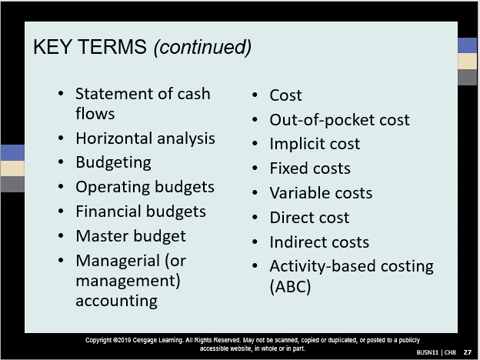 KEY TERMS (continued)
• Statement of cash
flows
• Horizontal analysis
• Budgeting
• Operating budgets
• Financial budgets
• Master budget
• Managerial (or
management)
accounting
• Cost
• Out-of-pocket cost
• Implicit cost
• Fixed costs
• Variable costs
• Direct cost
• Indirect costs
• Activity-based costing
(ABC)
Copyright ©2019 Cengage Learning. All Rights Reserved. May not be scanned, copied or duplicated, or posted to a publicly
accessible website, in whole or in part.
BUSN11 | CH8 27